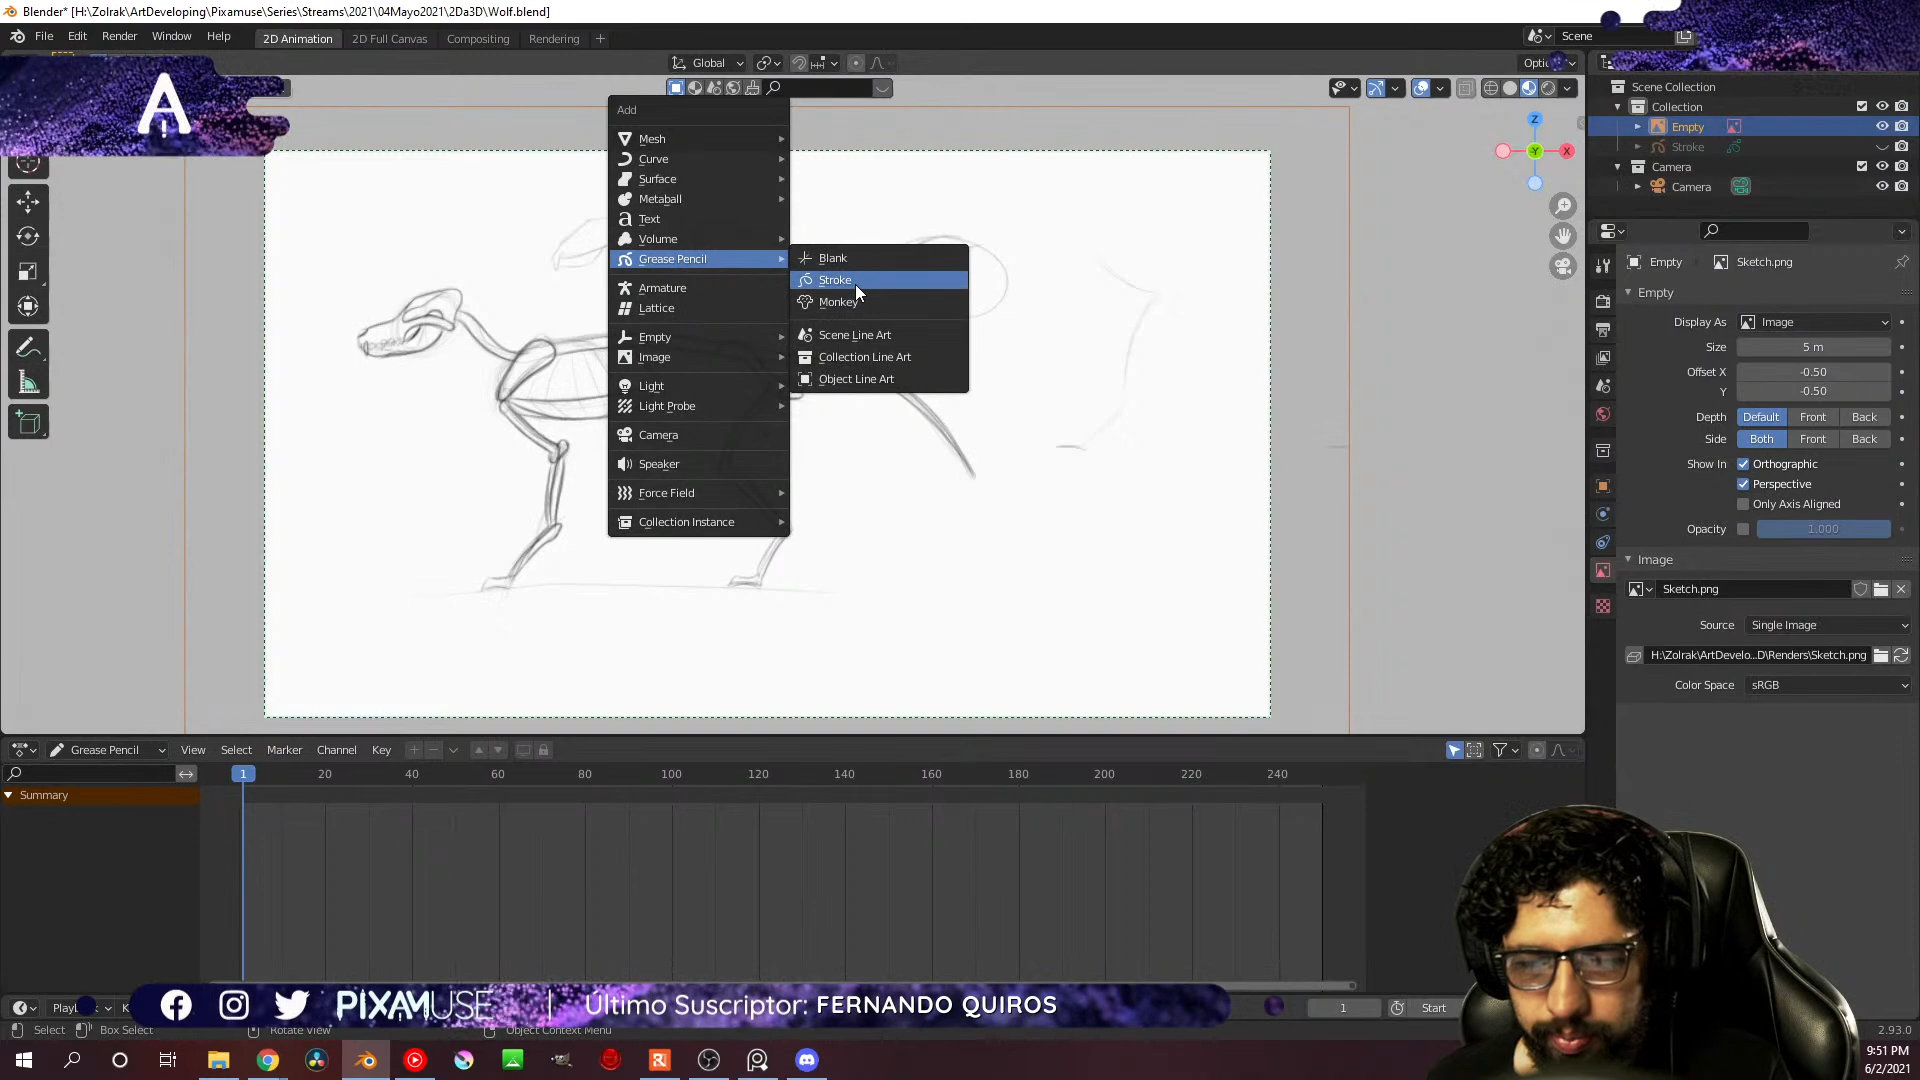 Blender* [H:\Zolrak\ArtDeveloping\Pixamuse\Series\Streams\2021\04Mayo2021\2Da3D\Wolf.blend]
File Edit Render Window Help 2D Animation 2D Full Canvas Compositing Rendering + Scene
Global Optio
Add
Mesh
Curve
Surface
Metaball
Text
Volume
Grease Pencil
Armature
Lattice
Empty
Image
Light
Light Probe
Camera
Speaker
Force Field
Collection Instance
Blank
Stroke
Monkey
Scene Line Art
Collection Line Art
Object Line Art
Z
-Y
X
Scene Collection
Collection
Empty
Stroke
Camera
Camera
Empty Sketch.png
Empty
Display As Image
Size 5 m
Offset X -0.50
Y -0.50
Depth Default Front Back
Side Both Front Back
Show In Orthographic
Perspective
Only Axis Aligned
Opacity 1.000
Image
Sketch.png
Source Single Image
H:\Zolrak\ArtDevelo...D\Renders\Sketch.png
Color Space sRGB
Grease Pencil View Select Marker Channel Key
1 20 40 60 80 100 120 140 160 180 200 220 240
Summary
PIXAMUSE | Último Suscriptor: FERNANDO QUIROS
1 Start
Select Box Select Rotate View Object Context Menu 2.93.0
9:51 PM
6/2/2021